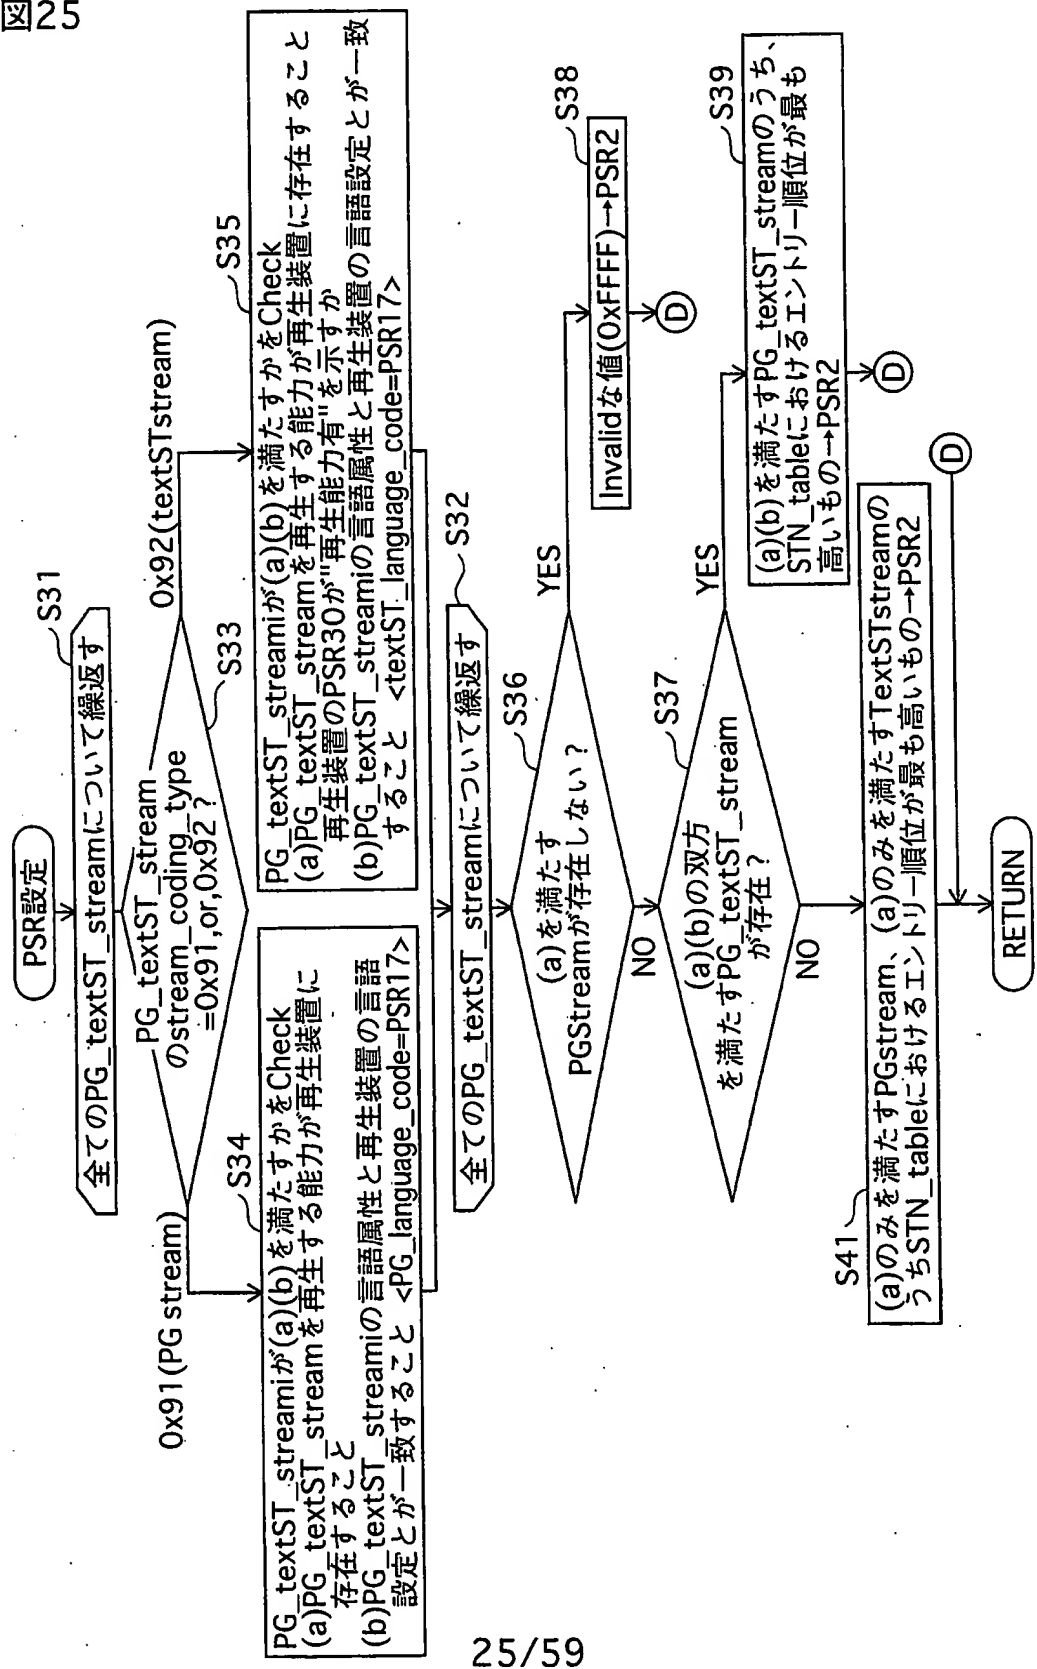 図25
PSR設定
S31
全てのPG_textST_streamについて繰返す
PG_textST_stream
のstream_coding_type
=0x91,or,0x92?
S33
0x91(PG stream)
0x92(textSTstream)
S34
PG_textST_streamiが(a)(b)を満たすかをCheck
(a)PG_textST_streamを再生する能力が再生装置に
存在すること
(b)PG_textST_streamiの言語属性と再生装置の言語
設定とが一致すること <PG_language_code=PSR17>
S35
PG_textST_streamiが(a)(b)を満たすかをCheck
(a)PG_textST_streamを再生する能力が再生装置に存在すること
再生装置のPSR30が"再生能力有"を示すか
(b)PG_textST_streamiの言語属性と再生装置の言語設定とが一致
すること <textST_language_code=PSR17>
S32
全てのPG_textST_streamについて繰返す
S36
(a)を満たす
PGStreamが存在しない?
YES
NO
S38
Invalidな値(0xFFFF)→PSR2
D
S37
(a)(b)の双方
を満たすPG_textST_stream
が存在?
YES
NO
S39
(a)(b)を満たすPG_textST_streamのうち、
STN_tableにおけるエントリー順位が最も
高いもの→PSR2
D
S41
(a)のみを満たすPGstream、(a)のみを満たすTextSTstreamの
うちSTN_tableにおけるエントリー順位が最も高いもの→PSR2
D
RETURN
25/59